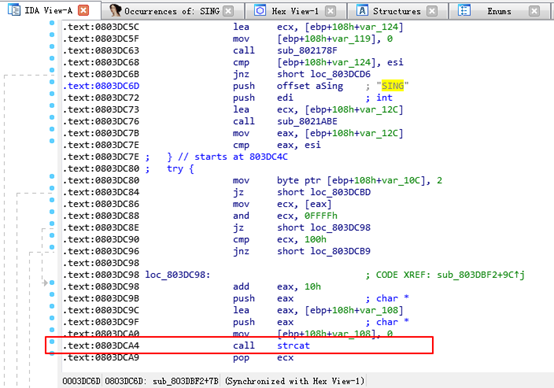 IDA View-A Occurrences of: SING Hex View-1 Structures Enums
.text:0803DC5C lea ecx, [ebp+108h+var_124]
.text:0803DC5F mov [ebp+108h+var_119], 0
.text:0803DC63 call sub_802178F
.text:0803DC68 cmp [ebp+108h+var_124], esi
.text:0803DC6B jnz short loc_803DCD6
.text:0803DC6D push offset aSing ; "SING"
.text:0803DC72 push edi ; int
.text:0803DC73 lea ecx, [ebp+108h+var_12C]
.text:0803DC76 call sub_8021ABE
.text:0803DC7B mov eax, [ebp+108h+var_12C]
.text:0803DC7E cmp eax, esi
.text:0803DC7E ; } // starts at 803DC4C
.text:0803DC80 ; try {
.text:0803DC80 mov byte ptr [ebp+108h+var_10C], 2
.text:0803DC84 jz short loc_803DCBD
.text:0803DC86 mov ecx, [eax]
.text:0803DC88 and ecx, 0FFFFh
.text:0803DC8E jz short loc_803DC98
.text:0803DC90 cmp ecx, 100h
.text:0803DC96 jnz short loc_803DCB9
.text:0803DC98
.text:0803DC98 loc_803DC98: ; CODE XREF: sub_803DBF2+9C↑j
.text:0803DC98 add eax, 10h
.text:0803DC9B push eax ; char *
.text:0803DC9C lea eax, [ebp+108h+var_108]
.text:0803DC9F push eax ; char *
.text:0803DCA0 mov [ebp+108h+var_108], 0
.text:0803DCA4 call strcat
.text:0803DCA9 pop ecx
0003DC6D 0803DC6D: sub_803DBF2+7B (Synchronized with Hex View-1)